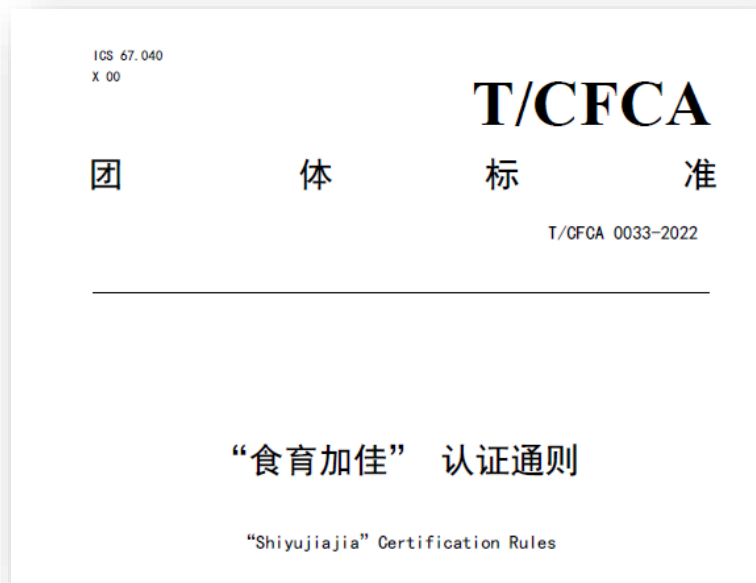 ICS 67.040
X 00
T/CFCA
团体标准
T/CFCA 0033-2022
“食育加佳” 认证通则
“Shiyujiajia” Certification Rules